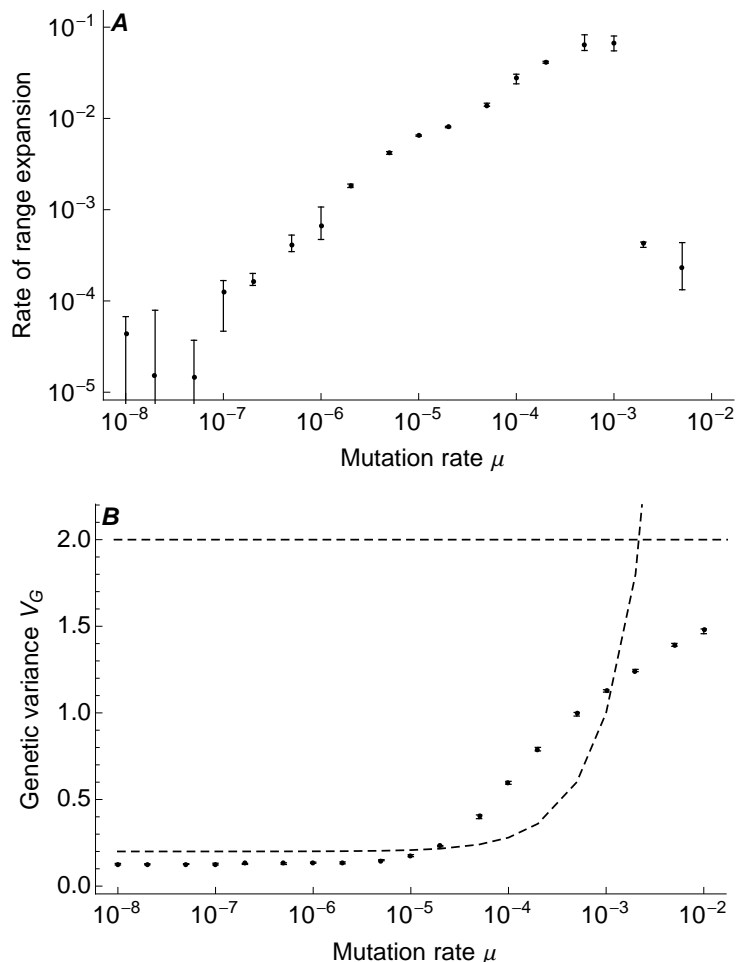 A
Rate of range expansion
10⁻¹
10⁻²
10⁻³
10⁻⁴
10⁻⁵
10⁻⁸ 10⁻⁷ 10⁻⁶ 10⁻⁵ 10⁻⁴ 10⁻³ 10⁻²
Mutation rate μ
B
Genetic variance V_G
2.0
1.5
1.0
0.5
0.0
10⁻⁸ 10⁻⁷ 10⁻⁶ 10⁻⁵ 10⁻⁴ 10⁻³ 10⁻²
Mutation rate μ